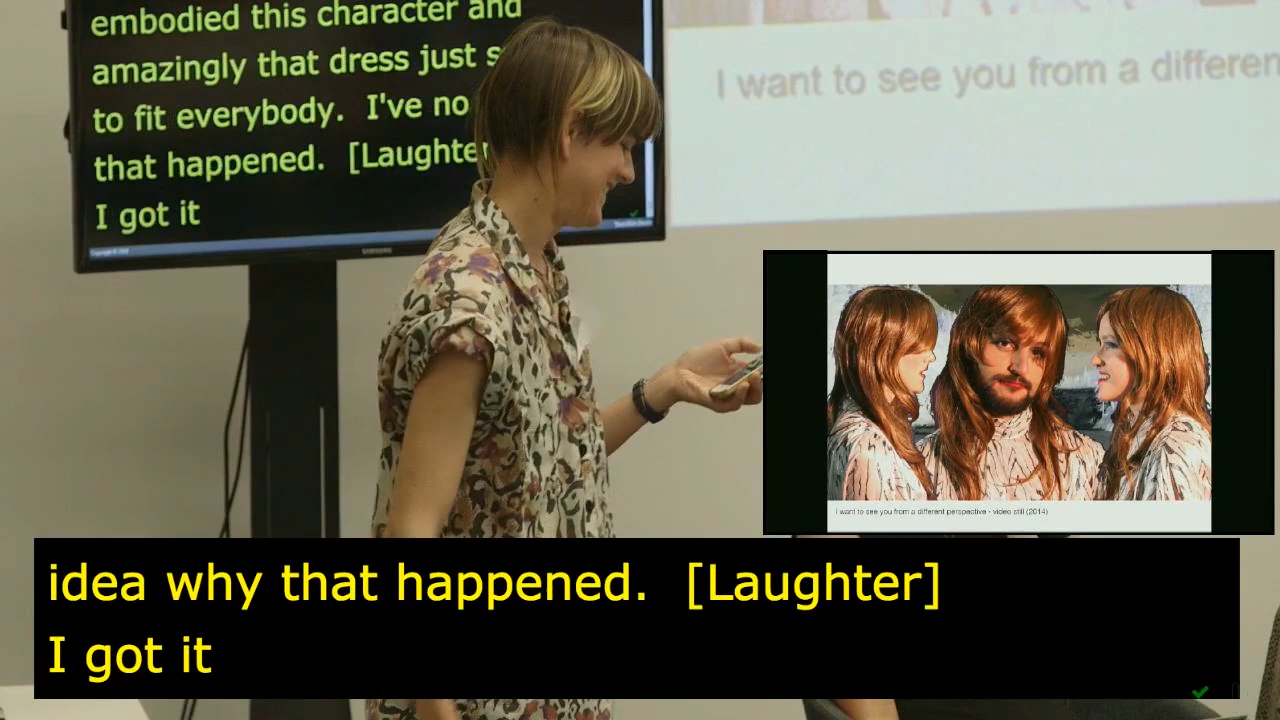 embodied this character and
amazingly that dress just
to fit everybody. I've no
that happened. [Laughter
I got it
SAMSUNG
I want to see you from a differen
I want to see you from a different perspective - video still (2014)
idea why that happened. [Laughter]
I got it